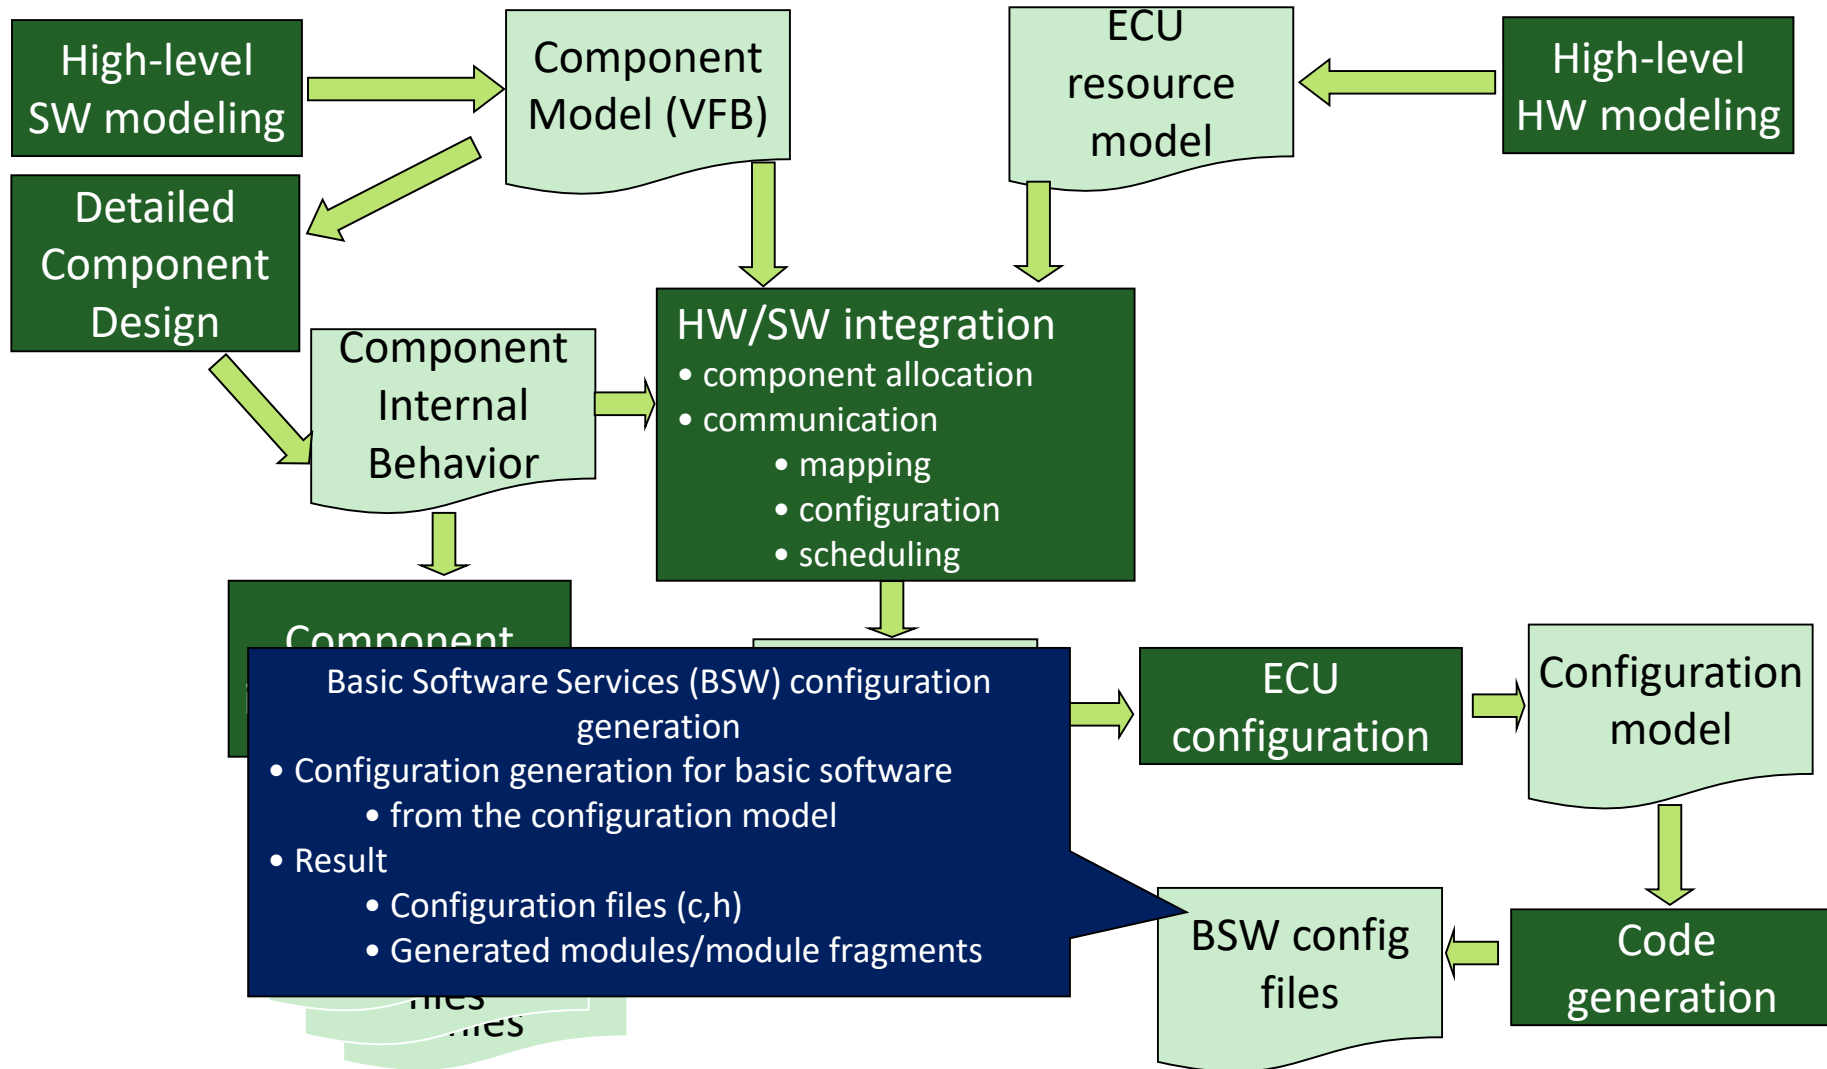 High-level
SW modeling
Component
Model (VFB)
ECU
resource
model
High-level
HW modeling
Detailed
Component
Design
Component
Internal
Behavior
HW/SW integration
• component allocation
• communication
• mapping
• configuration
• scheduling
Component
Basic Software Services (BSW) configuration
generation
• Configuration generation for basic software
• from the configuration model
• Result
• Configuration files (c,h)
• Generated modules/module fragments
ECU
configuration
Configuration
model
BSW config
files
Code
generation
files
files